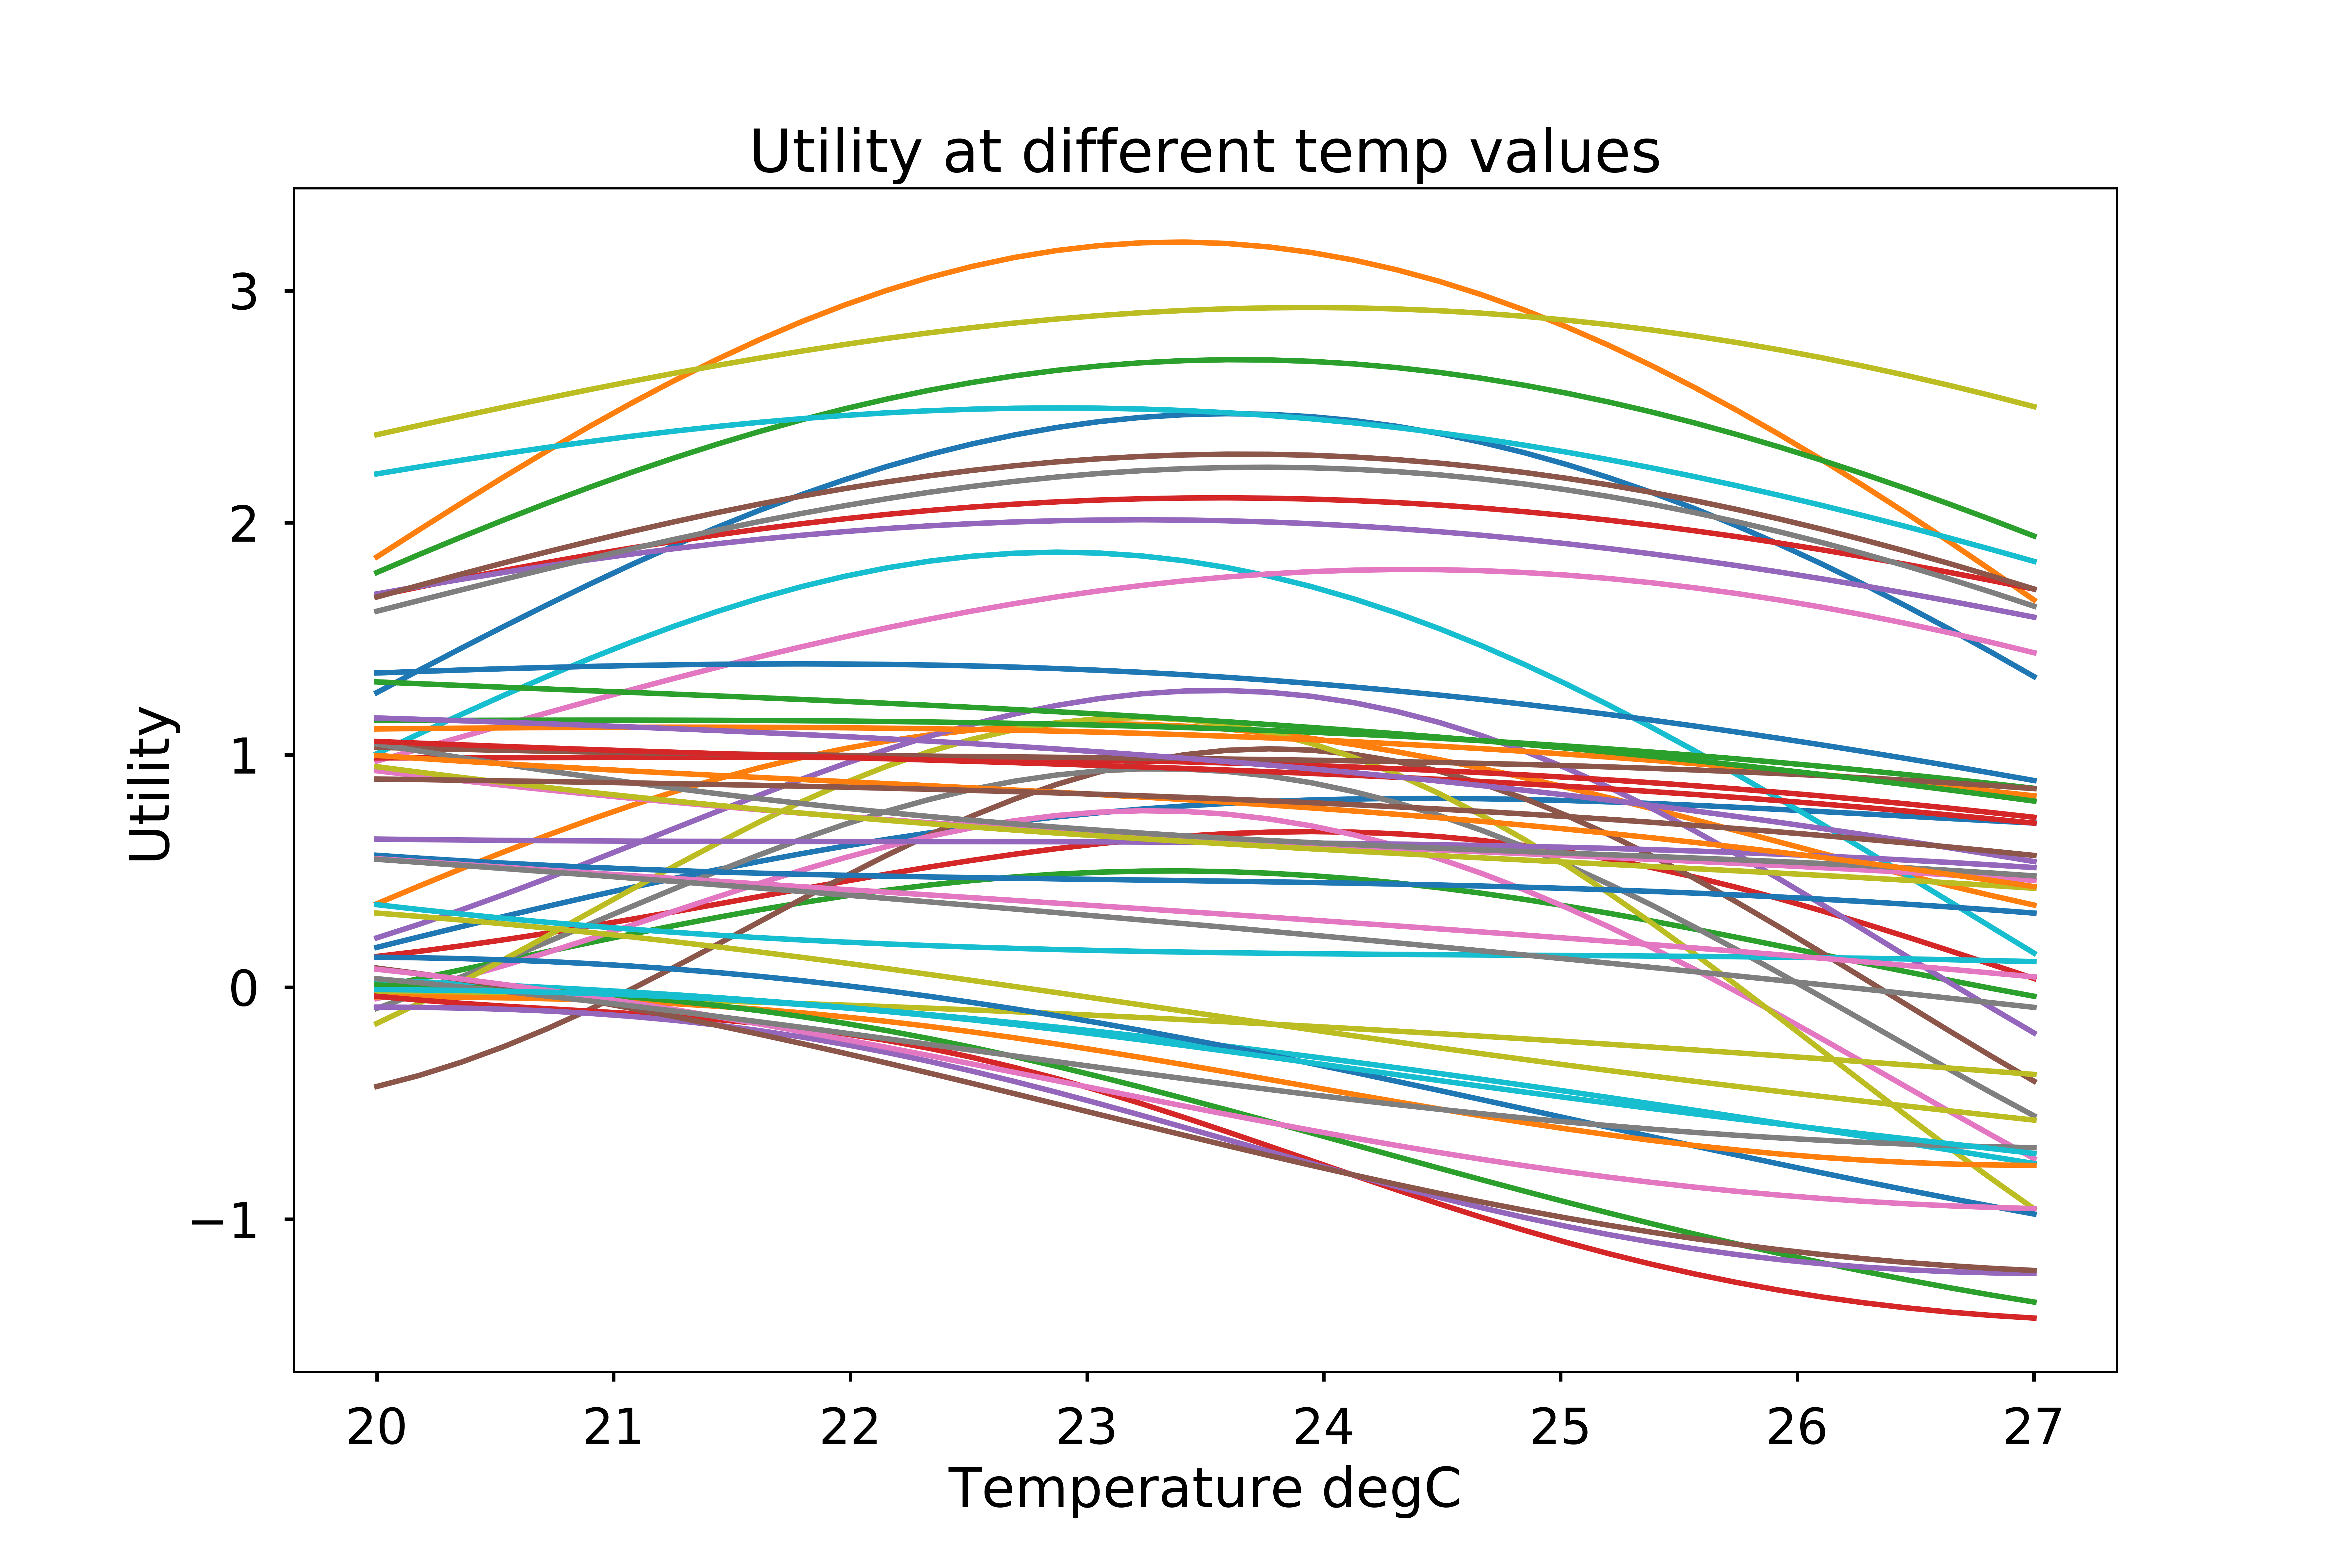 Utility at different temp values
3
2
1
0
−1
Utility
20 21 22 23 24 25 26 27
Temperature degC